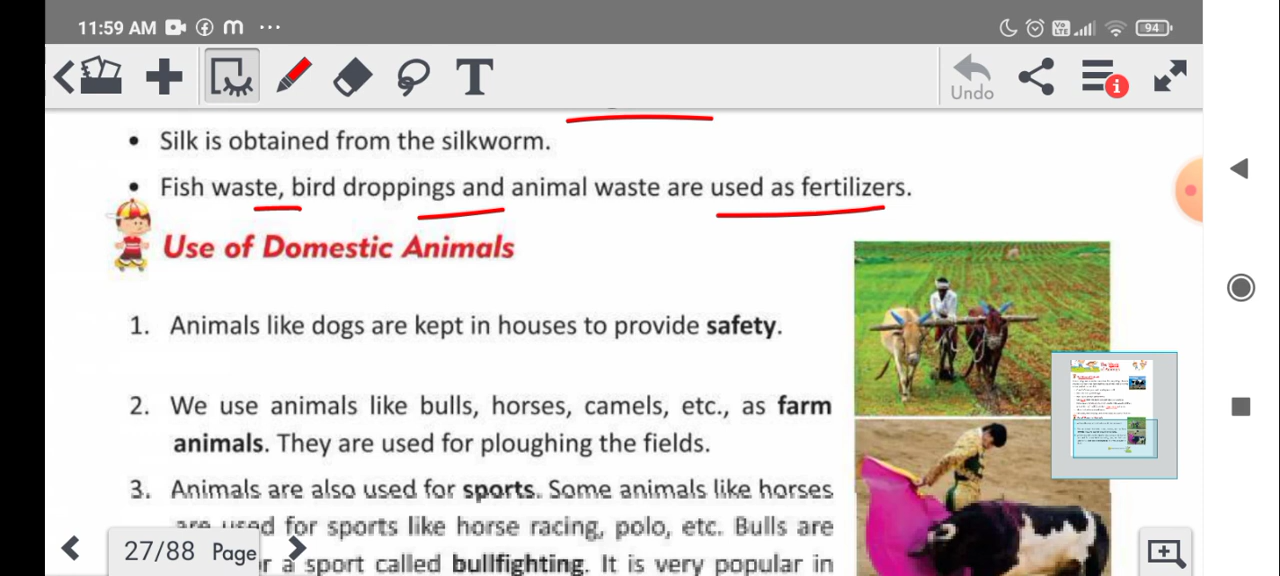 11:59 AM m ...
Vo LTE 94
T
Undo
i
• Silk is obtained from the silkworm.
• Fish waste, bird droppings and animal waste are used as fertilizers.
Use of Domestic Animals
1. Animals like dogs are kept in houses to provide safety.
2. We use animals like bulls, horses, camels, etc., as farm
animals. They are used for ploughing the fields.
3. Animals are also used for sports. Some animals like horses
are used for sports like horse racing, polo, etc. Bulls are
r a sport called bullfighting. It is very popular in
27/88 Page